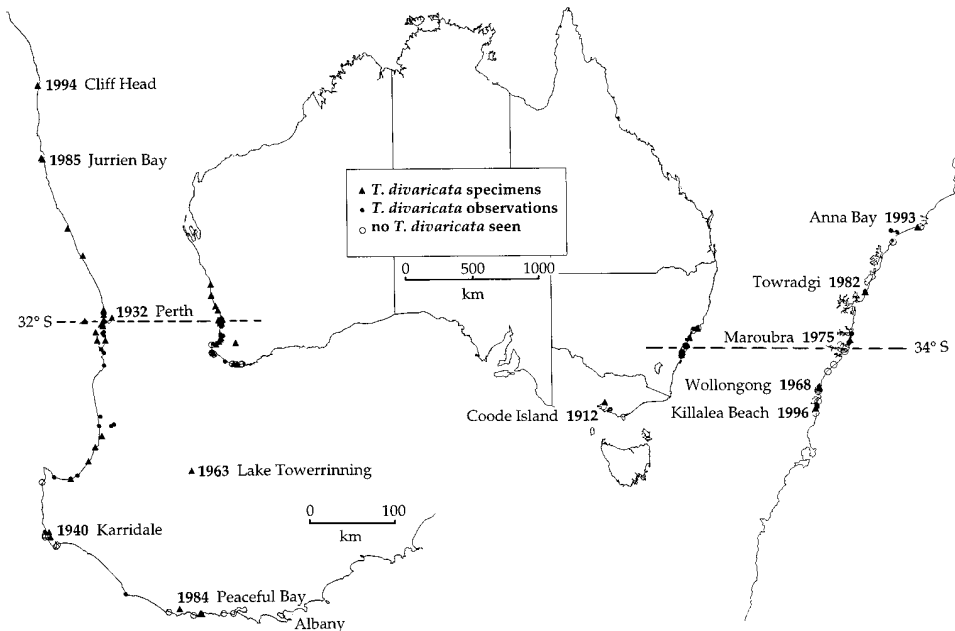 1994 Cliff Head
1985 Jurrien Bay
T. divaricata specimens
T. divaricata observations
no T. divaricata seen
0 500 1000
km
Anna Bay 1993
Towradgi 1982
1932 Perth
32° S
Maroubra 1975
34° S
Wollongong 1968
Coode Island 1912
Killalea Beach 1996
1963 Lake Towerrinning
0 100
km
1940 Karridale
1984 Peaceful Bay
Albany